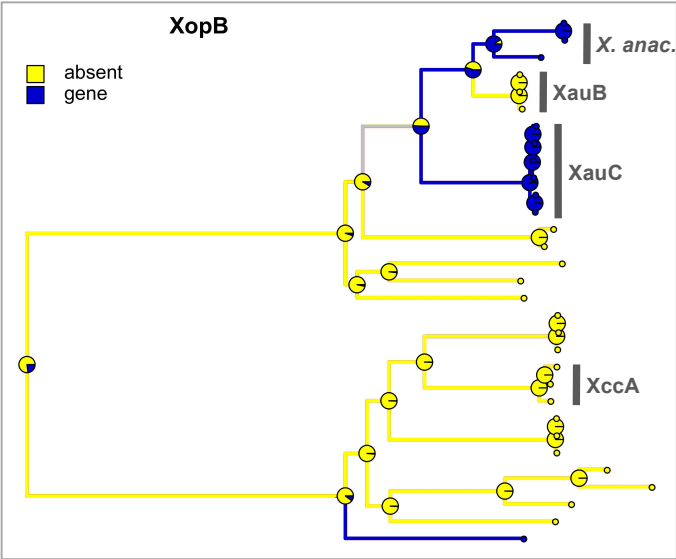 XopB
absent
gene
X. anac.
XauB
XauC
XccA